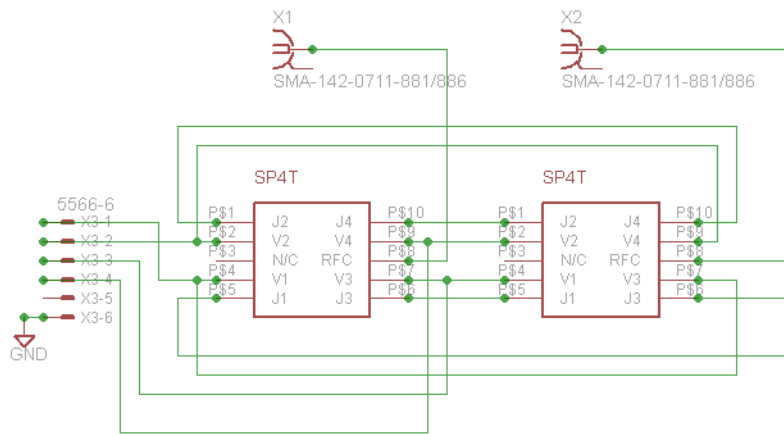 X1
X2
SMA-142-0711-881/886
SMA-142-0711-881/886
SP4T
SP4T
5566-6
X3-1
X3-2
X3-3
X3-4
X3-5
X3-6
GND
P$1
P$2
P$3
P$4
P$5
J2
V2
N/C
V1
J1
J4
V4
RFC
V3
J3
P$10
P$9
P$8
P$7
P$6
P$1
P$2
P$3
P$4
P$5
J2
V2
N/C
V1
J1
J4
V4
RFC
V3
J3
P$10
P$9
P$8
P$7
P$6